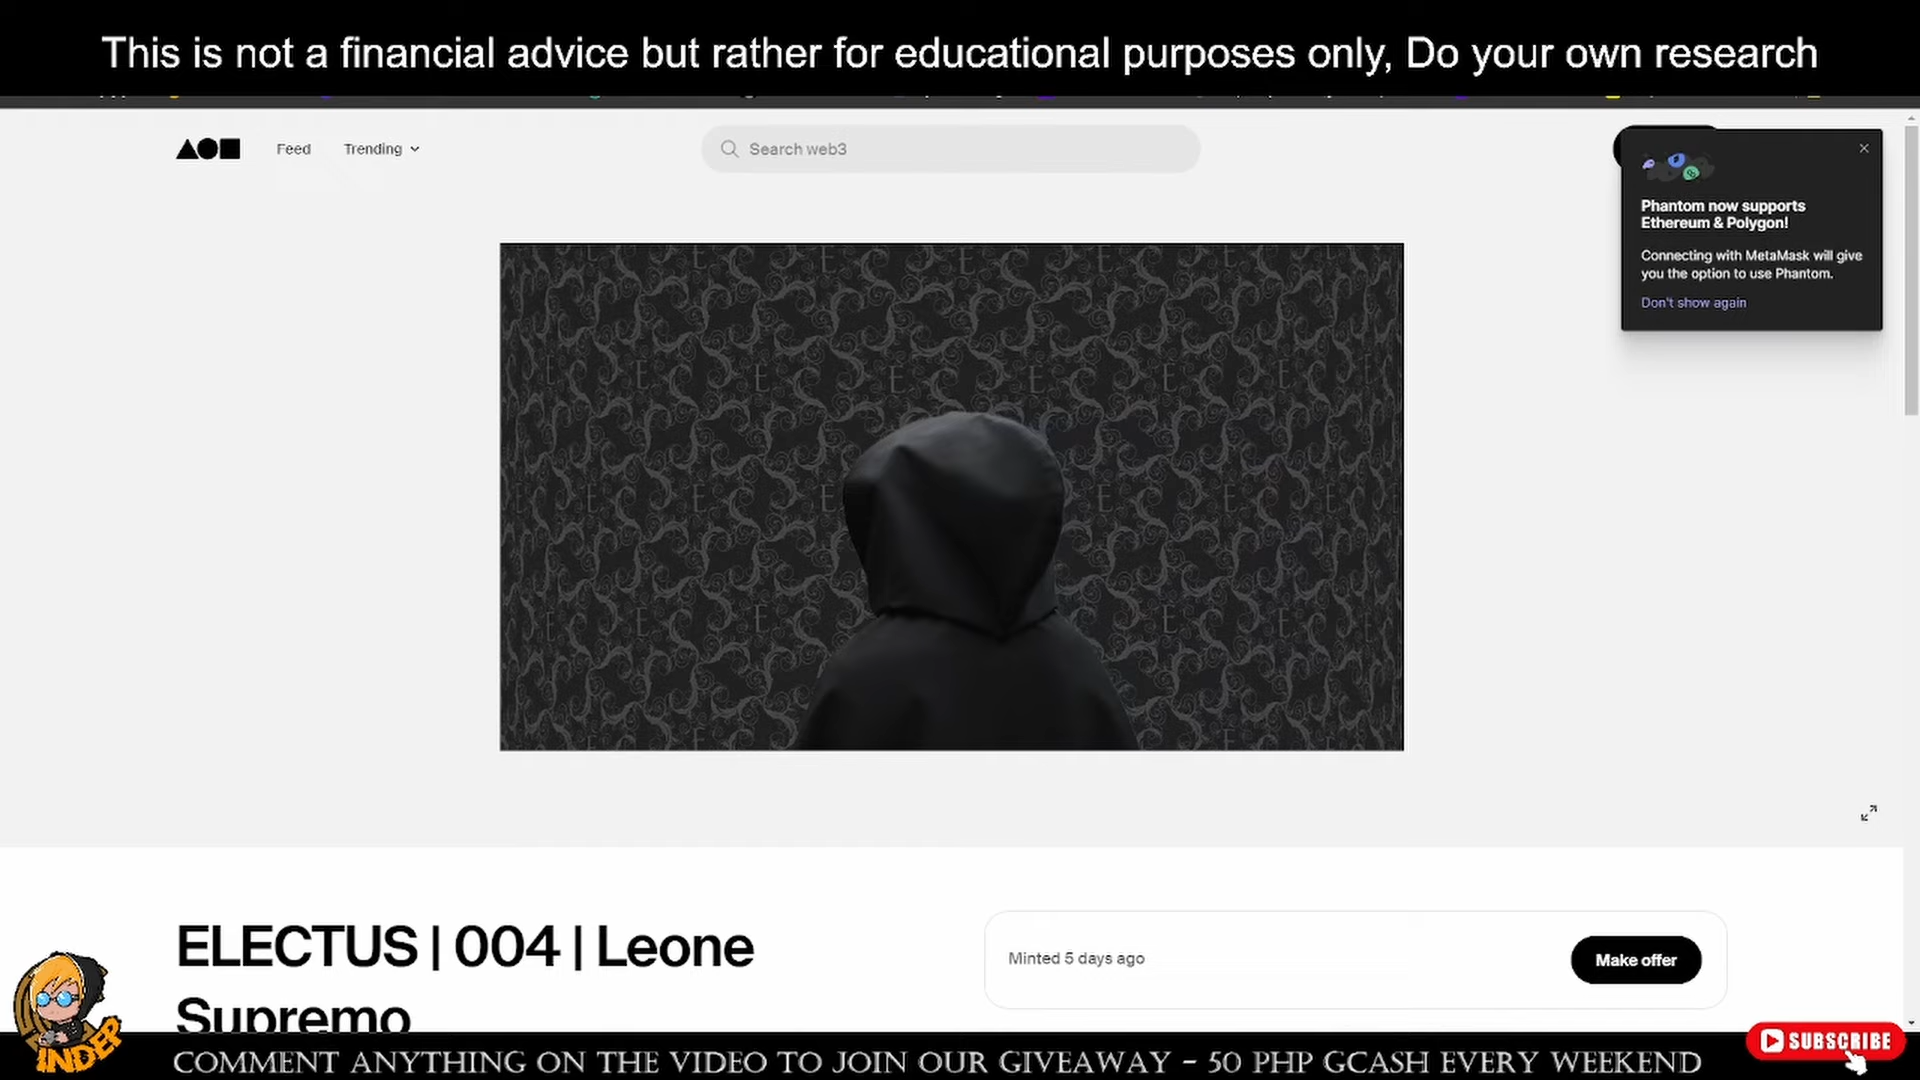 This is not a financial advice but rather for educational purposes only, Do your own research
Feed
Trending
Search web3
Phantom now supports
Ethereum & Polygon!
Connecting with MetaMask will give
you the option to use Phantom.
Don't show again
ELECTUS | 004 | Leone
Supremo
Minted 5 days ago
Make offer
INDEP
COMMENT ANYTHING ON THE VIDEO TO JOIN OUR GIVEAWAY - 50 PHP GCASH EVERY WEEKEND
SUBSCRIBE